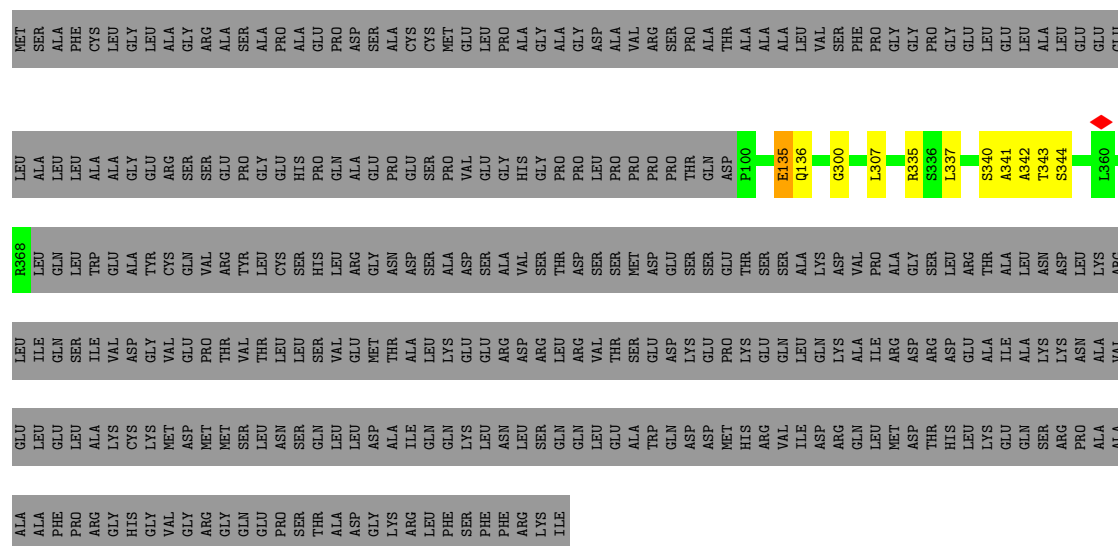 MET SER ALA PHE CYS LEU GLY LEU ALA GLY ARG ALA SER ALA PRO ALA GLU PRO ASP SER ALA CYS CYS MET GLU LEU PRO ALA GLY ALA GLY ASP ALA VAL ARG SER PRO ALA THR ALA ALA ALA LEU VAL SER PHE PRO GLY GLY PRO GLY GLU LEU GLU LEU ALA LEU GLU GLU GLU
LEU ALA LEU LEU ALA ALA GLY GLU ARG SER SER GLU PRO GLY GLU HIS PRO GLN ALA GLU PRO GLU SER PRO VAL GLU GLY HIS GLY PRO PRO LEU PRO PRO PRO PRO THR GLN ASP P100 E135 Q136 G300 L307 R335 S336 L337 S340 A341 A342 T343 S344 L360
R368 LEU GLN LEU TRP GLU ALA TYR CYS GLN VAL ARG TYR LEU CYS SER HIS LEU ARG GLY ASN ASP SER ALA ASP SER ALA VAL SER THR ASP SER SER MET ASP GLU SER SER GLU THR SER SER ALA LYS ASP VAL PRO ALA GLY SER LEU ARG THR ALA LEU ASN ASP LEU LYS ARG
LEU ILE GLN SER ILE VAL ASP GLY VAL GLU PRO THR VAL THR LEU LEU SER VAL GLU MET THR ALA LEU LYS GLU GLU ARG ASP ARG LEU ARG VAL THR SER GLU ASP LYS GLU PRO LYS GLU GLN LEU GLN LYS ALA ILE ARG ASP ARG ASP GLU ALA ILE ALA LYS LYS ASN ALA VAL
GLU LEU GLU LEU ALA LYS CYS LYS MET ASP MET MET SER LEU ASN SER GLN LEU LEU ASP ALA ILE GLN GLN LYS LEU ASN LEU SER GLN GLN LEU GLU ALA TRP GLN ASP ASP MET HIS ARG VAL ILE ASP ARG GLN LEU MET ASP THR HIS LEU LYS GLU GLN SER ARG PRO ALA ALA
ALA ALA PHE PRO ARG GLY HIS GLY VAL GLY ARG GLY GLN GLU PRO SER THR ALA ASP GLY LYS ARG LEU PHE SER PHE PHE ARG LYS ILE